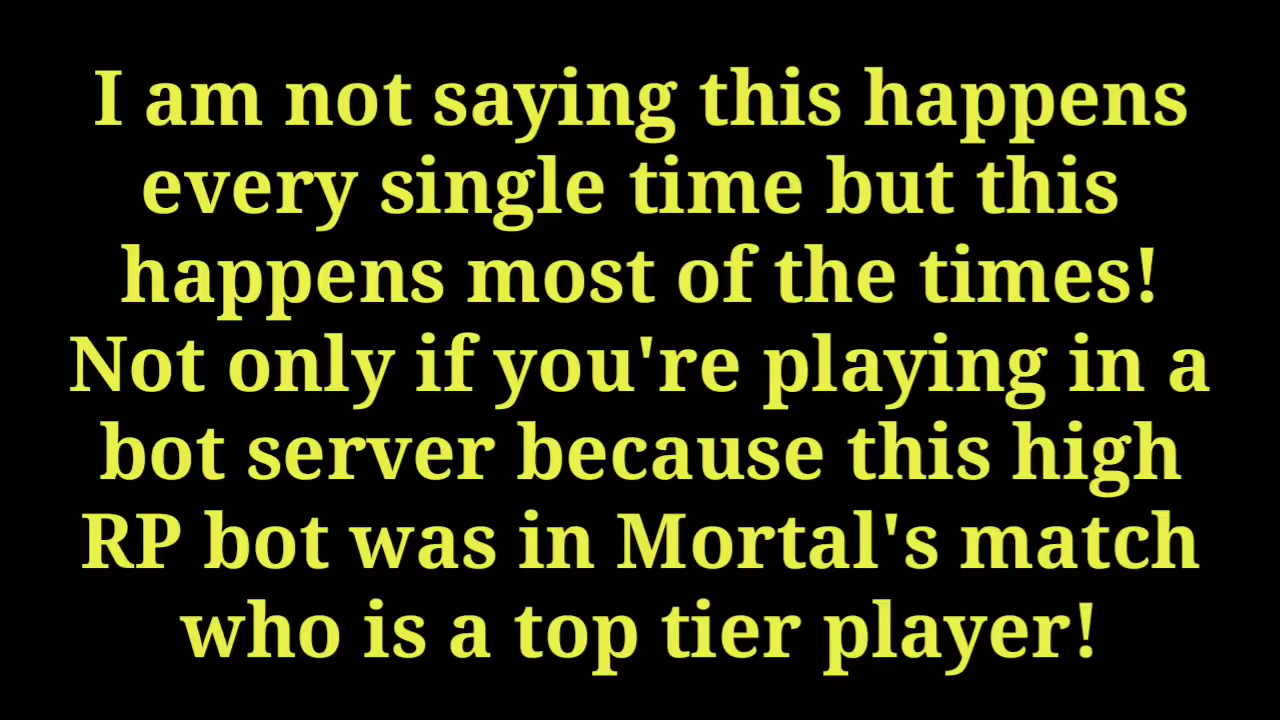 I am not saying this happens
every single time but this
happens most of the times!
Not only if you're playing in a
bot server because this high
RP bot was in Mortal's match
who is a top tier player!